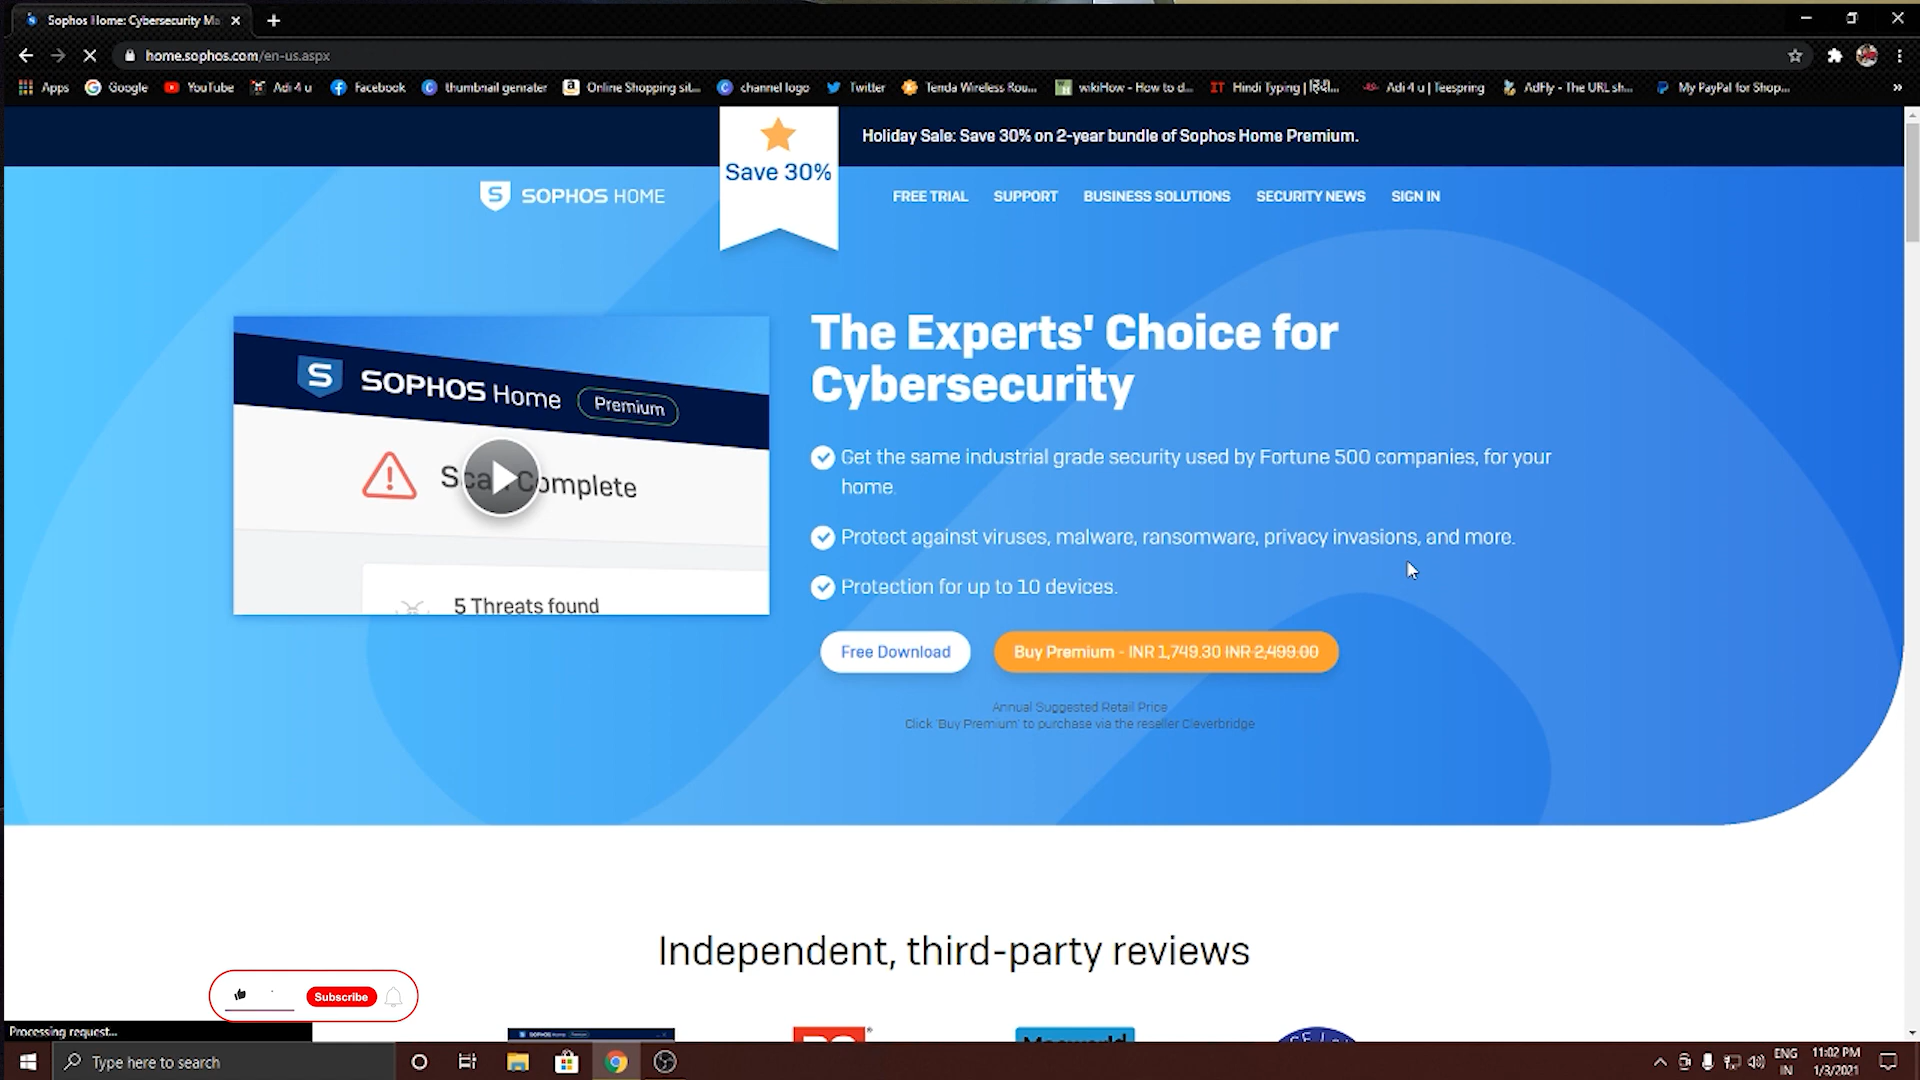 Sophos Home: Cybersecurity Ma
home.sophos.com/en-us.aspx
Apps Google YouTube Adi 4 u Facebook thumbnail genrater Online Shopping sit... channel logo Twitter Tenda Wireless Rou... wikiHow - How to d... Hindi Typing | हिंदी... Adi 4 u | Teespring AdFly - The URL sh... My PayPal for Shop... »
Holiday Sale: Save 30% on 2-year bundle of Sophos Home Premium.
Save 30%
SOPHOS HOME
FREE TRIAL SUPPORT BUSINESS SOLUTIONS SECURITY NEWS SIGN IN
The Experts' Choice for
Cybersecurity
SOPHOS Home Premium
Scan Complete
5 Threats found
Get the same industrial grade security used by Fortune 500 companies, for your
home.
Protect against viruses, malware, ransomware, privacy invasions, and more.
Protection for up to 10 devices.
Free Download
Buy Premium - INR 1,749.30 INR 2,499.00
Annual Suggested Retail Price
Click 'Buy Premium' to purchase via the reseller Cleverbridge
Independent, third-party reviews
Subscribe
Processing request...
SOPHOS Home
Macworld
Type here to search
ENG
IN
11:02 PM
1/3/2021